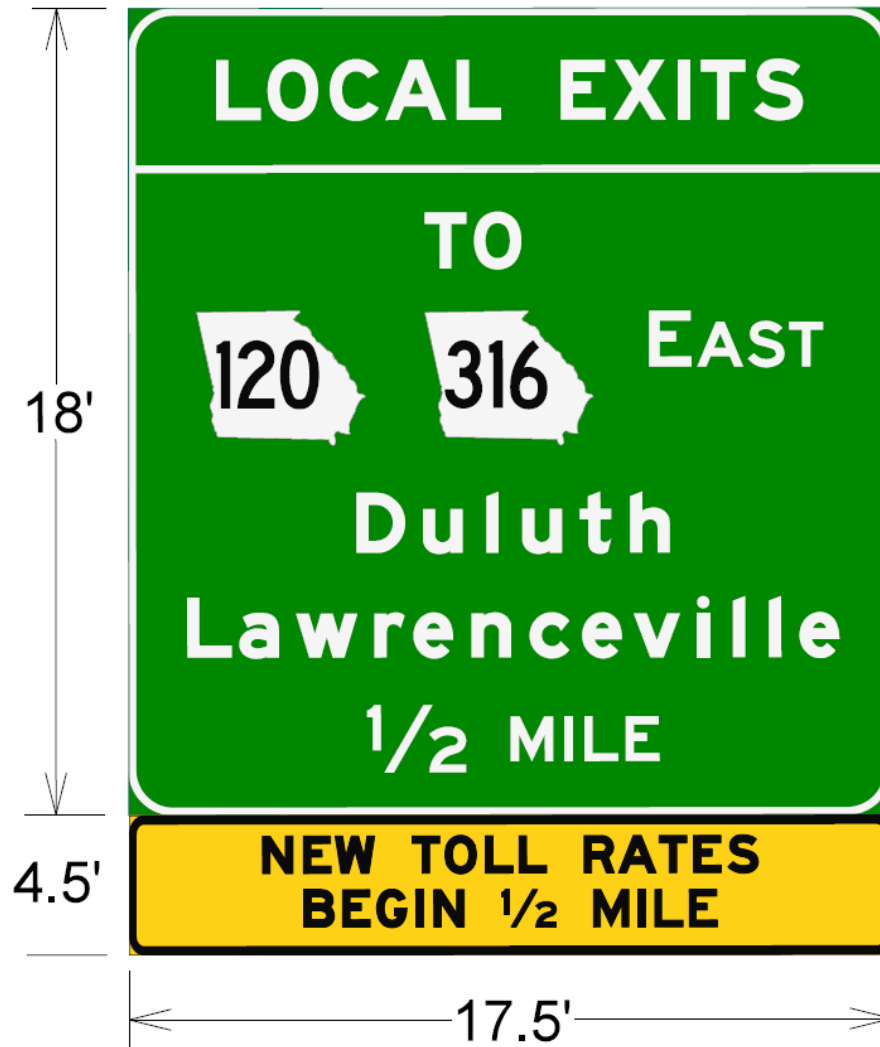 LOCAL EXITS
TO
120 316 EAST
Duluth
Lawrenceville
1/2 MILE
NEW TOLL RATES
BEGIN 1/2 MILE
18'
4.5'
17.5'